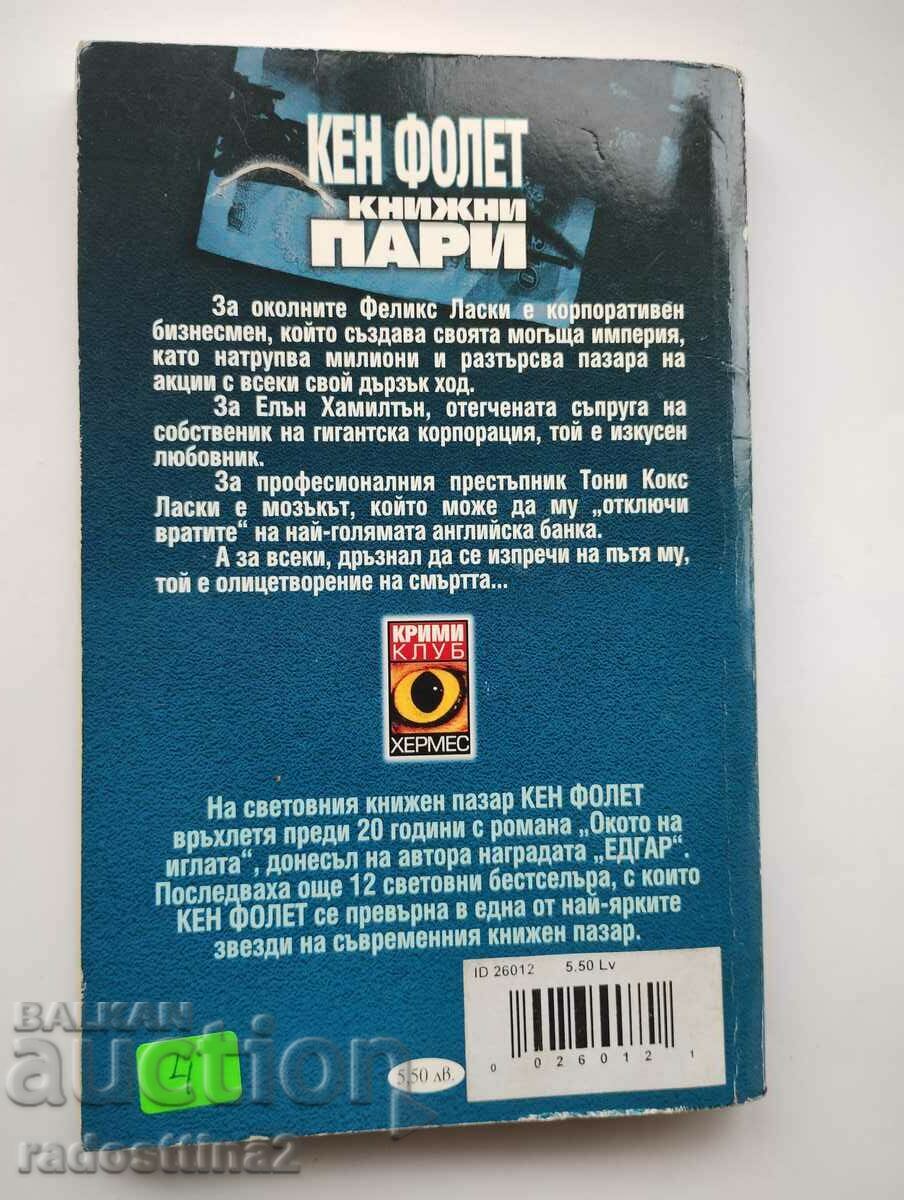 КЕН ФОЛЕТ
КНИЖНИ
ПАРИ
За околните Феликс Ласки е корпоративен
бизнесмен, който създава своята могъща империя,
като натрупва милиони и разтърсва пазара на
акции с всеки свой дързък ход.
За Елън Хамилтън, отегчената съпруга на
собственик на гигантска корпорация, той е изкусен
любовник.
За професионалния престъпник Тони Кокс
Ласки е мозъкът, който може да му „отключи
вратите“ на най-голямата английска банка.
А за всеки, дръзнал да се изпречи на пътя му,
той е олицетворение на смъртта...
КРИМИ
КЛУБ
ХЕРМЕС
На световния книжен пазар КЕН ФОЛЕТ
връхлетя преди 20 години с романа „Окото на
иглата“, донесъл на автора наградата „ЕДГАР“.
Последваха още 12 световни бестселъра, с които
КЕН ФОЛЕТ се превърна в една от най-ярките
звезди на съвременния книжен пазар.
ID 26012 5.50 Lv
0 026012 1
5,50 лв.
4
BALKAN
auction
radosttina2